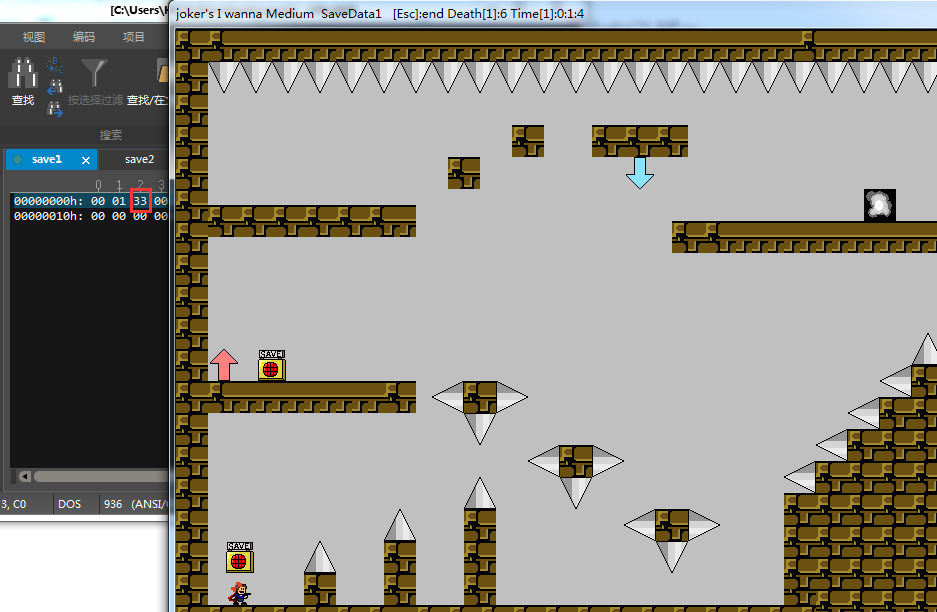 [C:\Users\
视图 编码 项目
查找 按选择过滤 查找/在
搜索
save1 x save2
0 1 2 3
00000000h: 00 01 33 00
00000010h: 00 00 00 00
3, C0 DOS 936 (ANSI/
joker's I wanna Medium SaveData1 [Esc]:end Death[1]:6 Time[1]:0:1:4
SAVE
SAVE